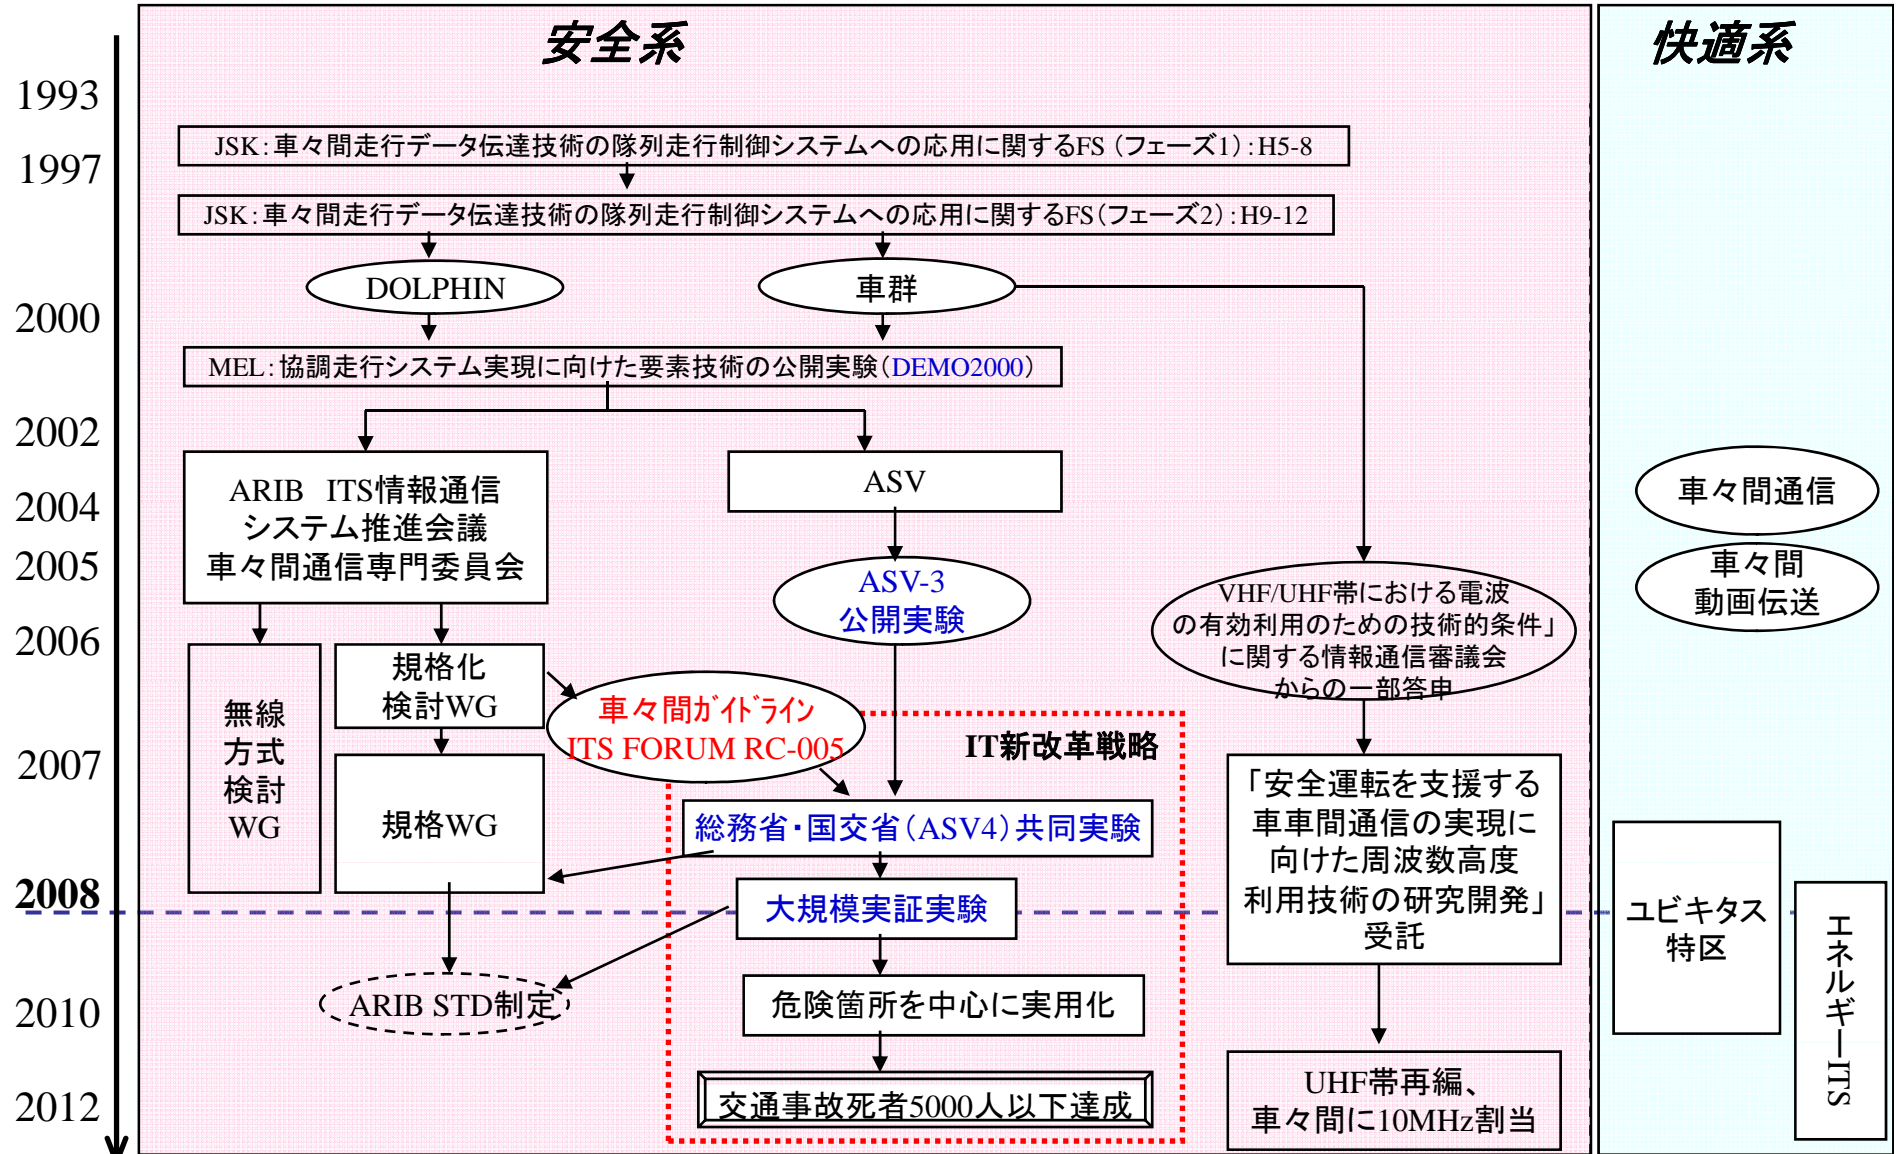 安全系
快適系
1993
1997
2000
2002
2004
2005
2006
2007
2008
2010
2012
JSK:車々間走行データ伝達技術の隊列走行制御システムへの応用に関するFS(フェーズ1):H5-8
JSK:車々間走行データ伝達技術の隊列走行制御システムへの応用に関するFS(フェーズ2):H9-12
DOLPHIN
車群
MEL:協調走行システム実現に向けた要素技術の公開実験(DEMO2000)
ARIB ITS情報通信
システム推進会議
車々間通信専門委員会
ASV
ASV-3
公開実験
VHF/UHF帯における電波
の有効利用のための技術的条件」
に関する情報通信審議会
からの一部答申
無線
方式
検討
WG
規格化
検討WG
車々間ガイドライン
ITS FORUM RC-005
IT新改革戦略
規格WG
総務省・国交省(ASV4)共同実験
「安全運転を支援する
車車間通信の実現に
向けた周波数高度
利用技術の研究開発」
受託
大規模実証実験
ARIB STD制定
危険箇所を中心に実用化
交通事故死者5000人以下達成
UHF帯再編、
車々間に10MHz割当
車々間通信
車々間
動画伝送
ユビキタス
特区
エネルギーITS